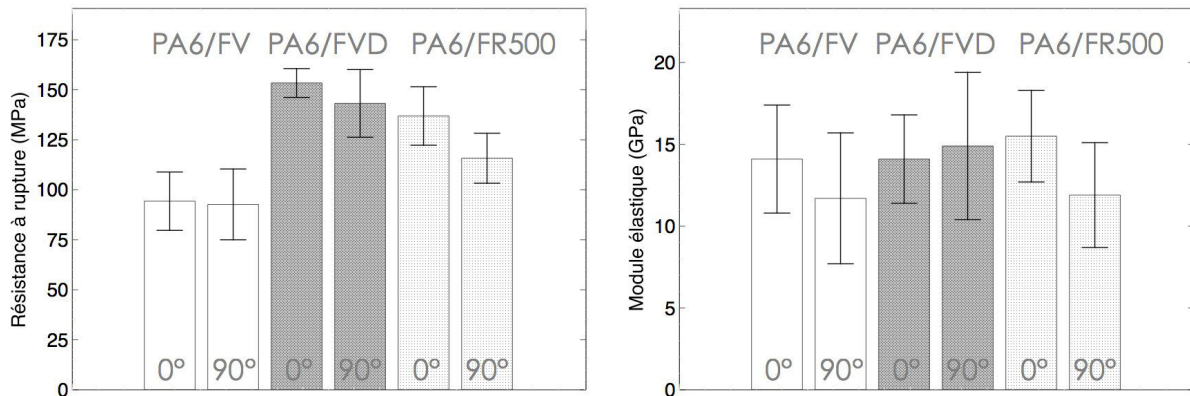 Résistance à rupture (MPa)
175
150
125
100
75
50
25
0
PA6/FV PA6/FVD PA6/FR500
0° 90° 0° 90° 0° 90°
Module élastique (GPa)
20
15
10
5
0
PA6/FV PA6/FVD PA6/FR500
0° 90° 0° 90° 0° 90°